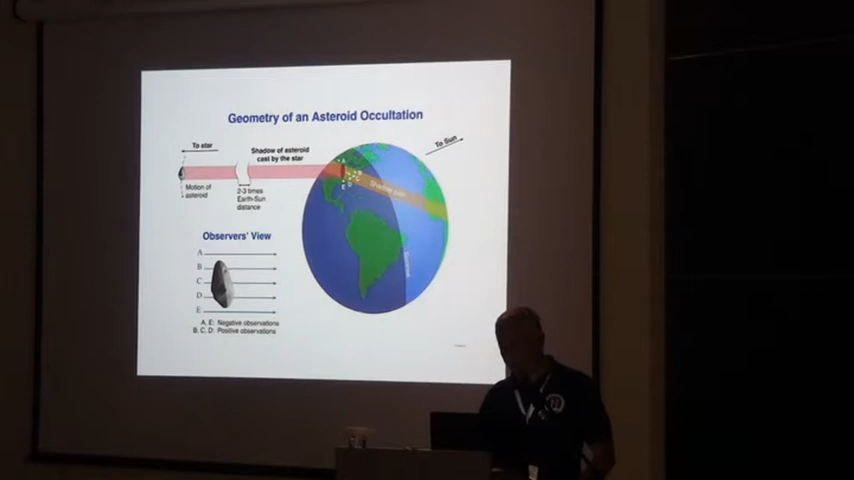 Geometry of an Asteroid Occultation
To star
Shadow of asteroid
cast by the star
To Sun
Motion of
asteroid
2-3 times
Earth-Sun
distance
Shadow path
Observers' View
A
B
C
D
E
A, E: Negative observations
B, C, D: Positive observations